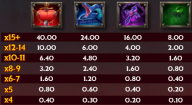 x15+ 40.00 24.00 16.00 8.00
x12-14 10.00 6.00 4.00 2.00
x10-11 6.40 4.80 3.20 1.60
x8-9 3.20 2.40 1.60 0.80
x6-7 1.60 1.20 0.80 0.40
x5 0.80 0.60 0.40 0.20
x4 0.40 0.30 0.20 0.10